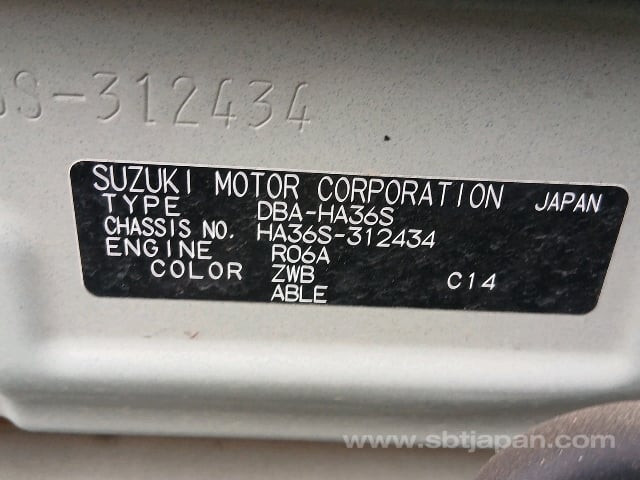 6S-312434
SUZUKI MOTOR CORPORATION JAPAN
TYPE DBA-HA36S
CHASSIS NO. HA36S-312434
ENGINE R06A
COLOR ZWB C14
ABLE
www.sbtjapan.com